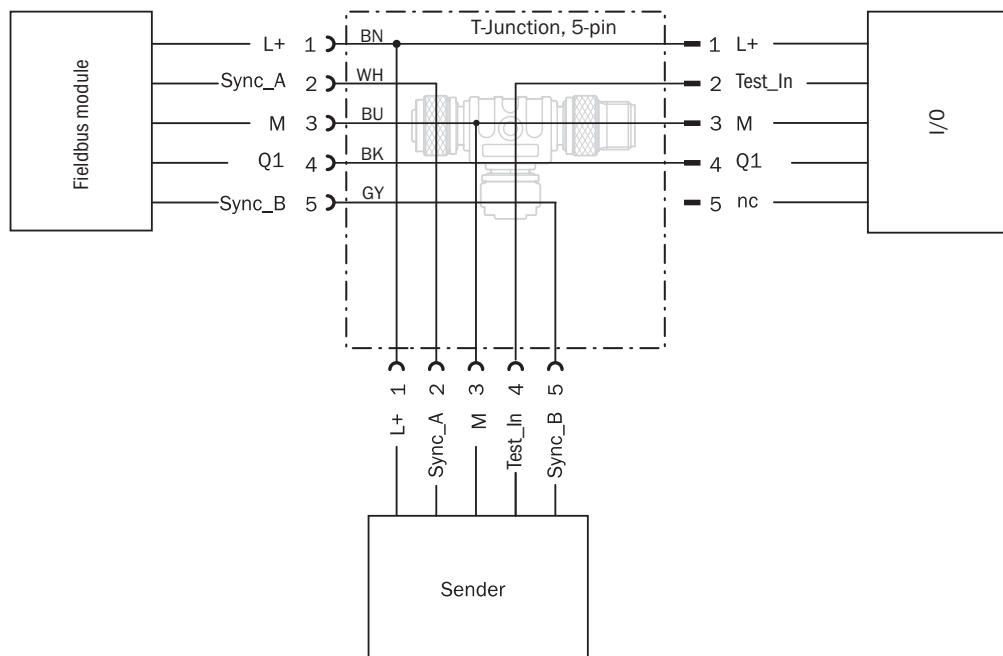 T-Junction, 5-pin
Fieldbus module
L+ 1 BN
Sync_A 2 WH
M 3 BU
Q1 4 BK
Sync_B 5 GY
1 L+
2 Test_In
3 M
4 Q1
5 nc
I/O
L+ 1
Sync_A 2
M 3
Test_In 4
Sync_B 5
Sender